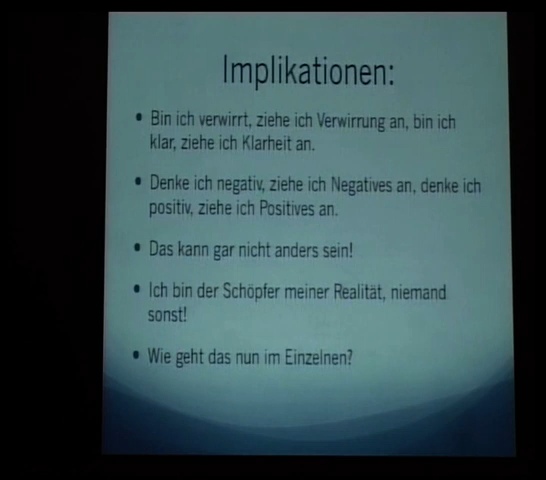 Implikationen:
• Bin ich verwirrt, ziehe ich Verwirrung an, bin ich
klar, ziehe ich Klarheit an.
• Denke ich negativ, ziehe ich Negatives an, denke ich
positiv, ziehe ich Positives an.
• Das kann gar nicht anders sein!
• Ich bin der Schöpfer meiner Realität, niemand
sonst!
• Wie geht das nun im Einzelnen?